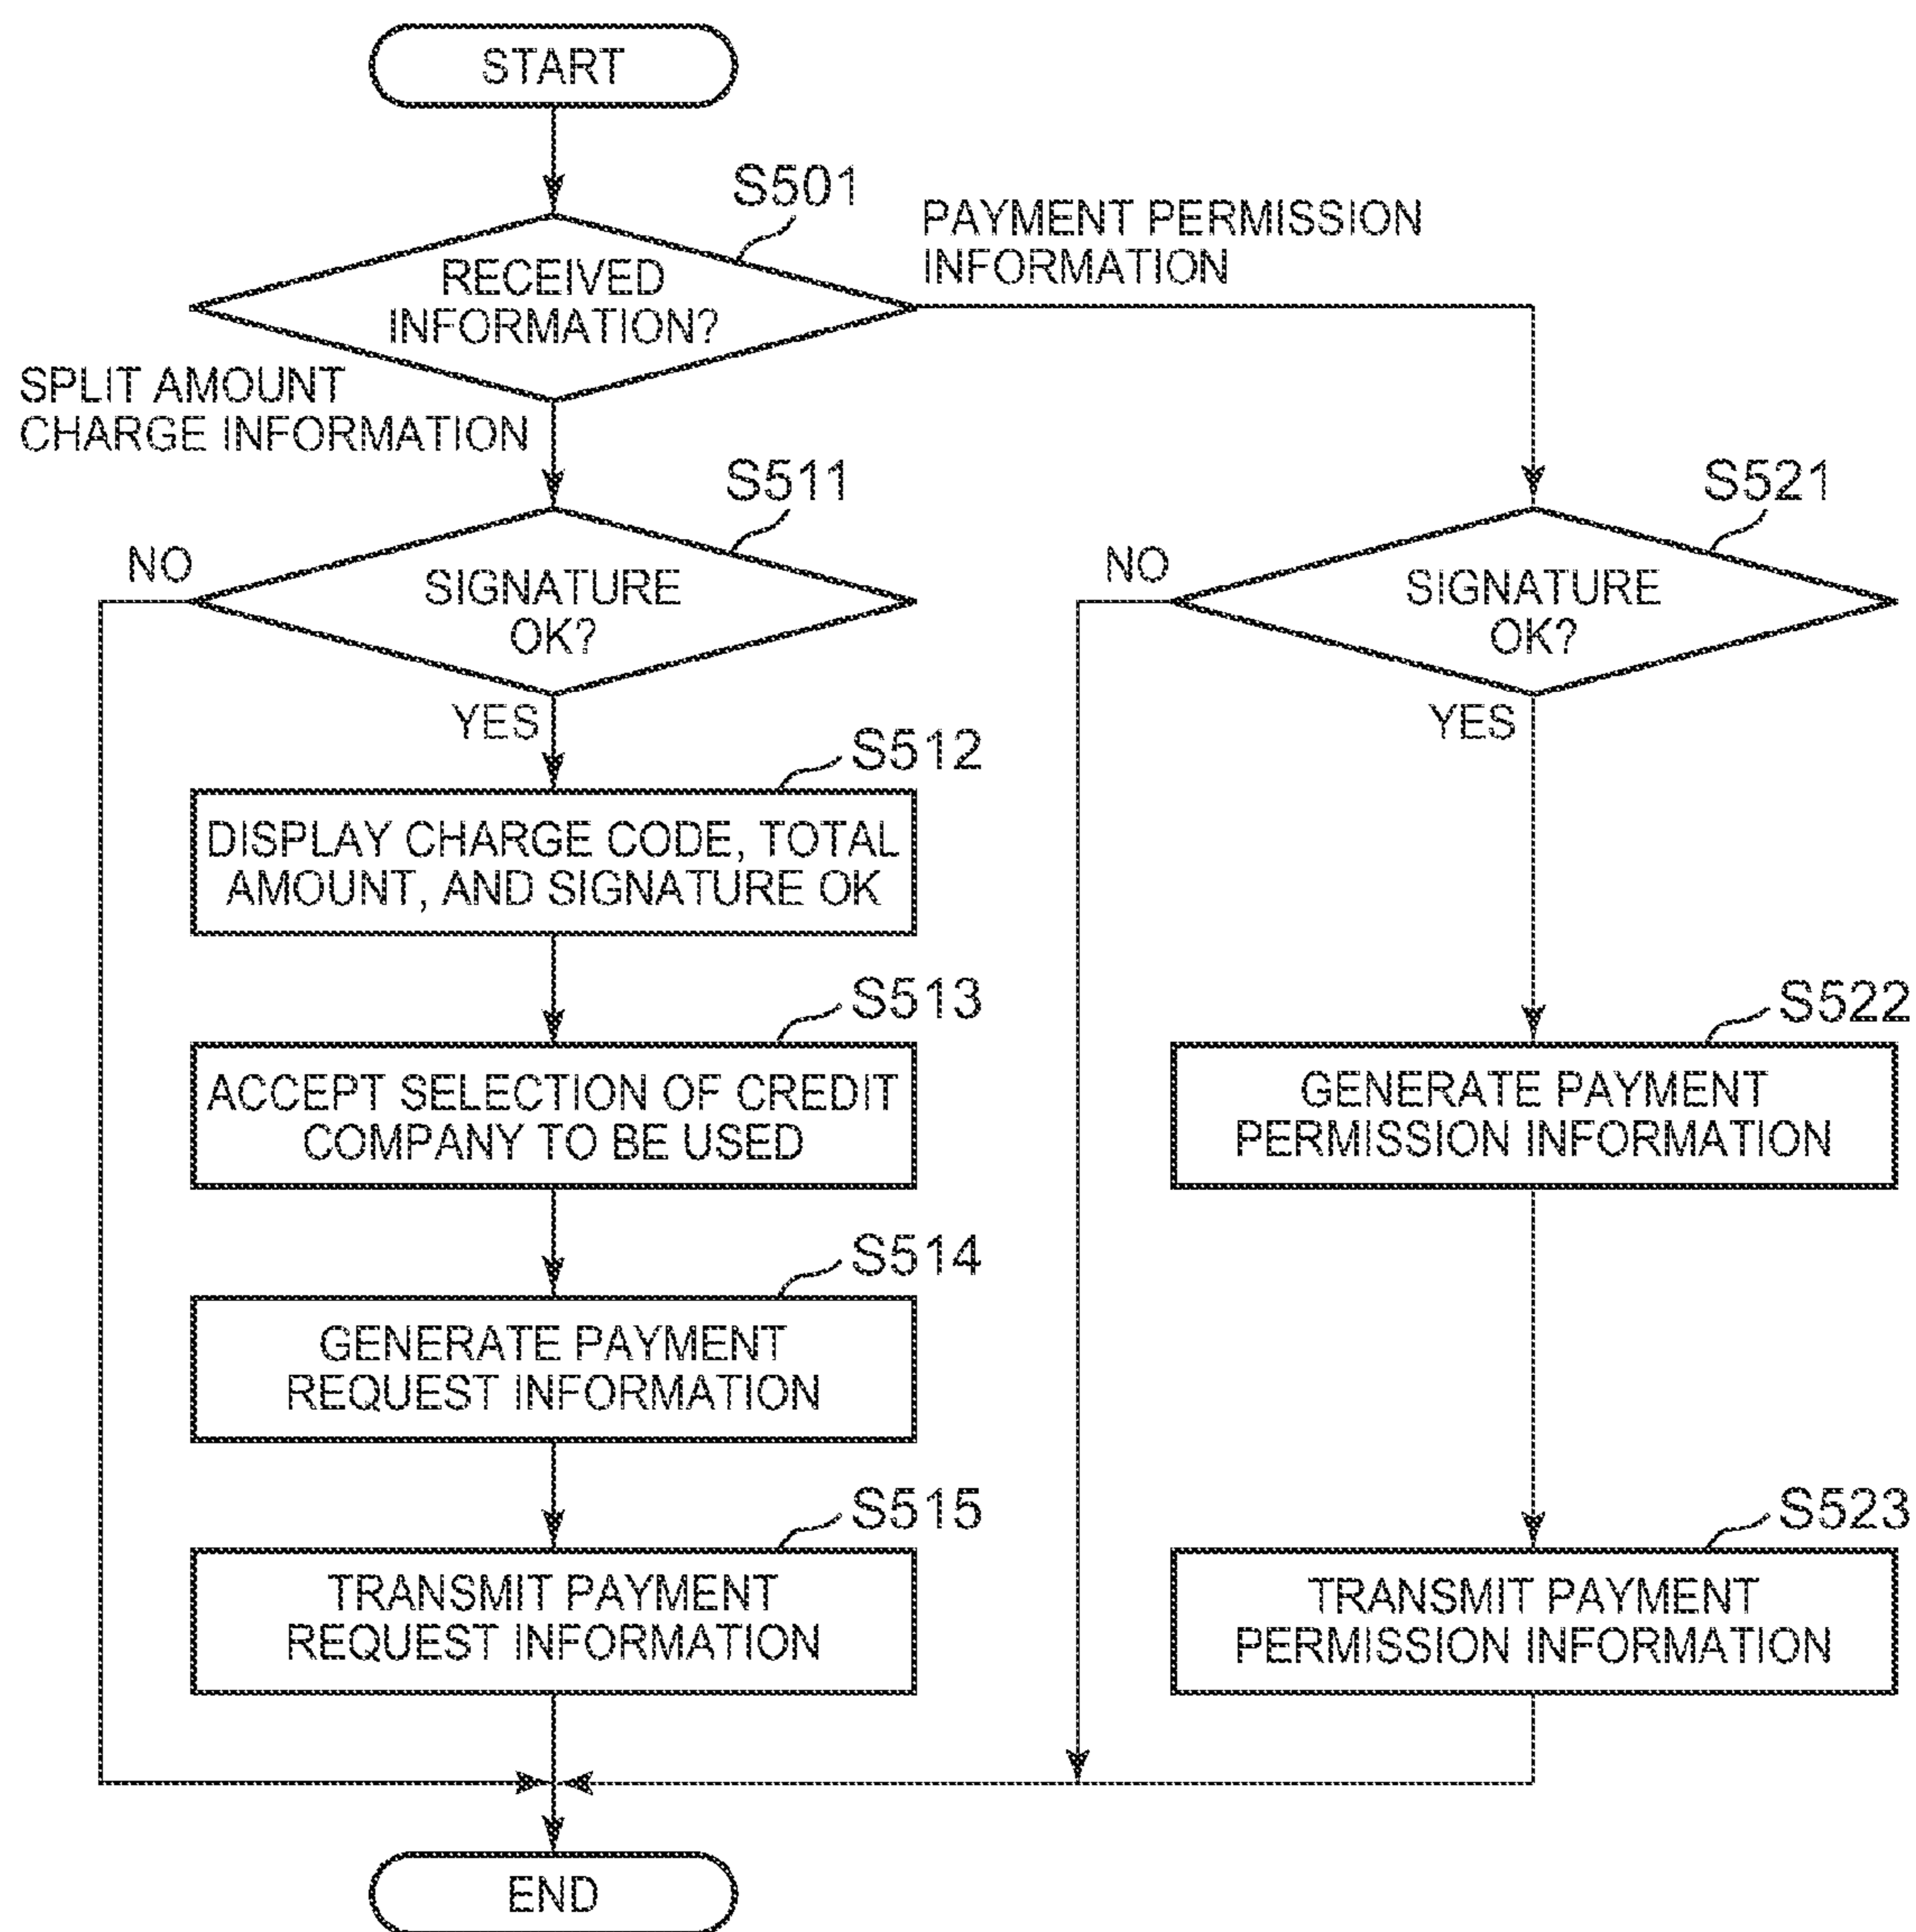 START
S501
PAYMENT PERMISSION
INFORMATION
RECEIVED
INFORMATION?
SPLIT AMOUNT
CHARGE INFORMATION
S511
S521
NO
SIGNATURE
OK?
NO
SIGNATURE
OK?
YES
YES
S512
DISPLAY CHARGE CODE, TOTAL
AMOUNT, AND SIGNATURE OK
S513
ACCEPT SELECTION OF CREDIT
COMPANY TO BE USED
S522
GENERATE PAYMENT
PERMISSION INFORMATION
S514
GENERATE PAYMENT
REQUEST INFORMATION
S515
TRANSMIT PAYMENT
REQUEST INFORMATION
S523
TRANSMIT PAYMENT
PERMISSION INFORMATION
END